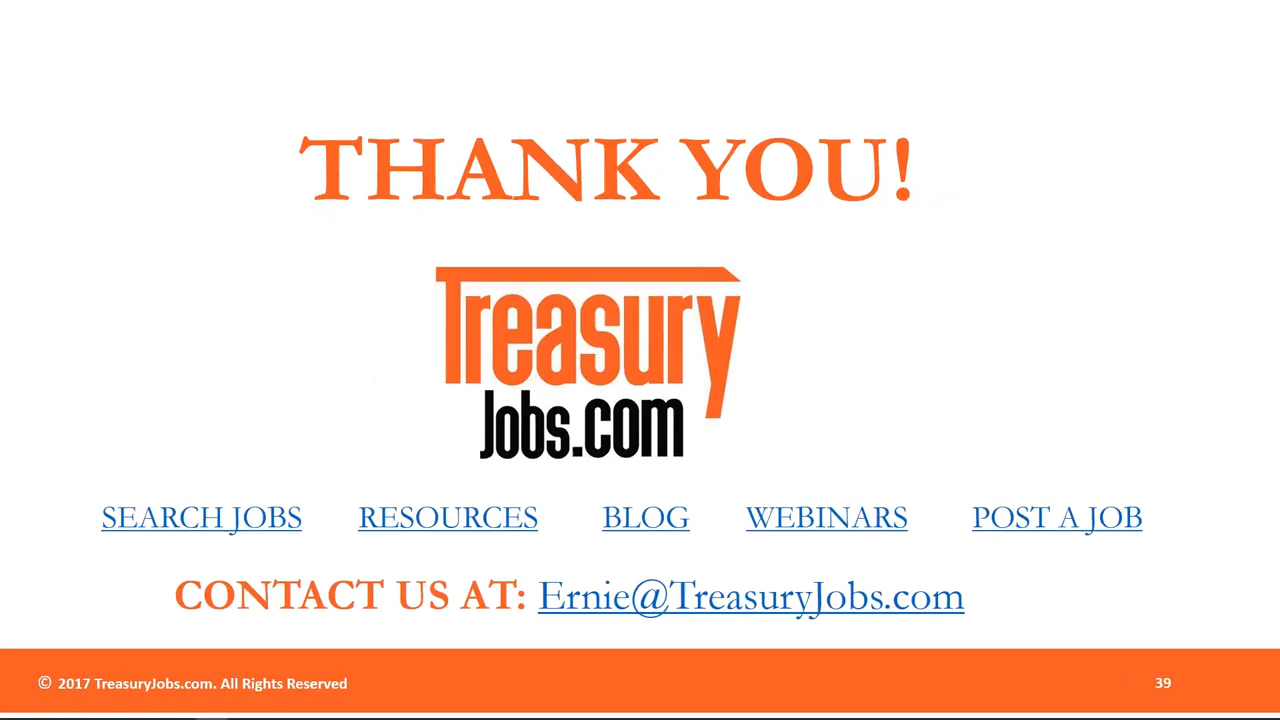 THANK YOU!
Treasury
Jobs.com
SEARCH JOBS RESOURCES BLOG WEBINARS POST A JOB
CONTACT US AT: Ernie@TreasuryJobs.com
© 2017 TreasuryJobs.com. All Rights Reserved 39